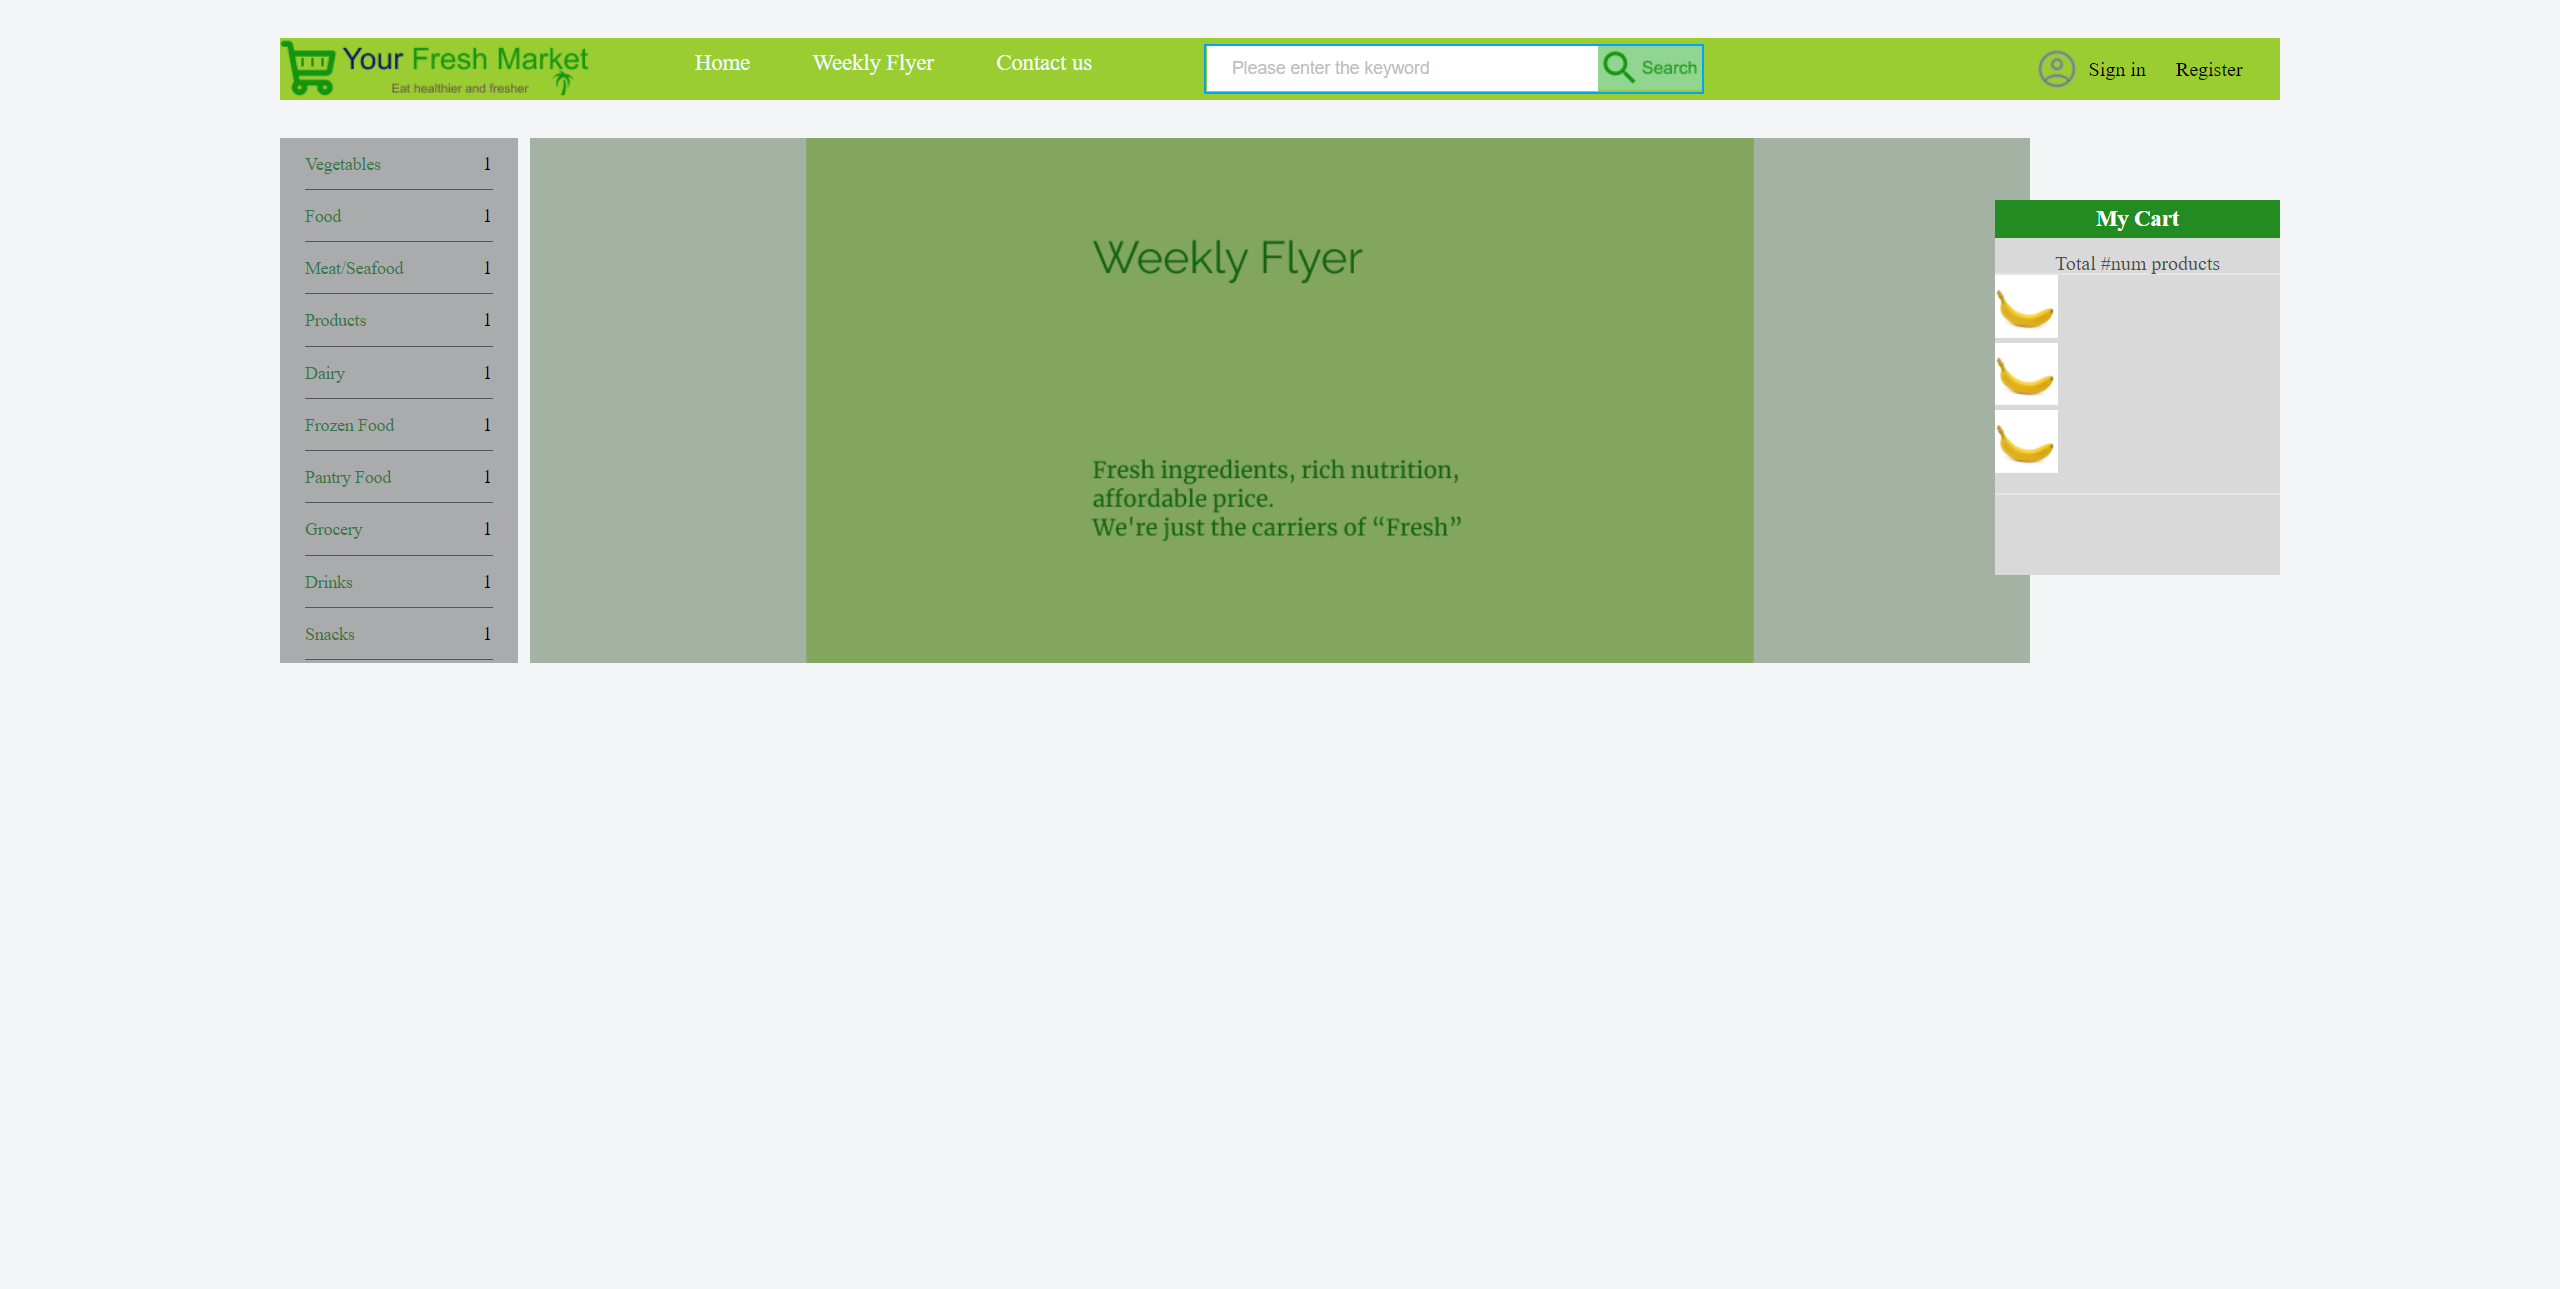 Your Fresh Market
Eat healthier and fresher
Home
Weekly Flyer
Contact us
Please enter the keyword
Search
Sign in
Register
Vegetables 1
Food 1
Meat/Seafood 1
Products 1
Dairy 1
Frozen Food 1
Pantry Food 1
Grocery 1
Drinks 1
Snacks 1
Weekly Flyer
Fresh ingredients, rich nutrition,
affordable price.
We're just the carriers of “Fresh”
My Cart
Total #num products